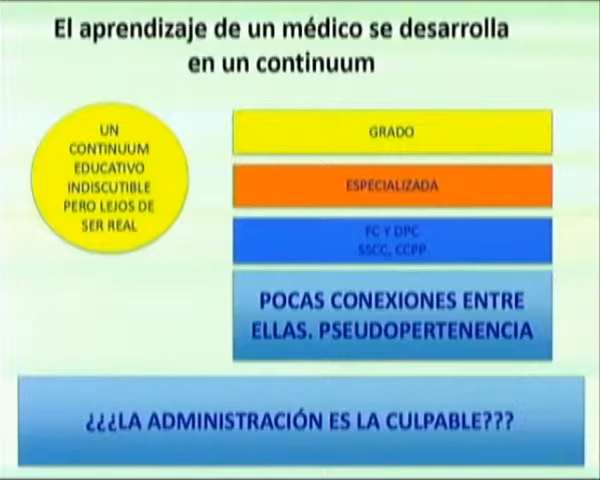 El aprendizaje de un médico se desarrolla
en un continuum
UN
CONTINUUM
EDUCATIVO
INDISCUTIBLE
PERO LEJOS DE
SER REAL
GRADO
ESPECIALIZADA
FC Y DPC
SSCC, CCPP
POCAS CONEXIONES ENTRE
ELLAS. PSEUDOPERTENENCIA
¿¿¿LA ADMINISTRACIÓN ES LA CULPABLE???